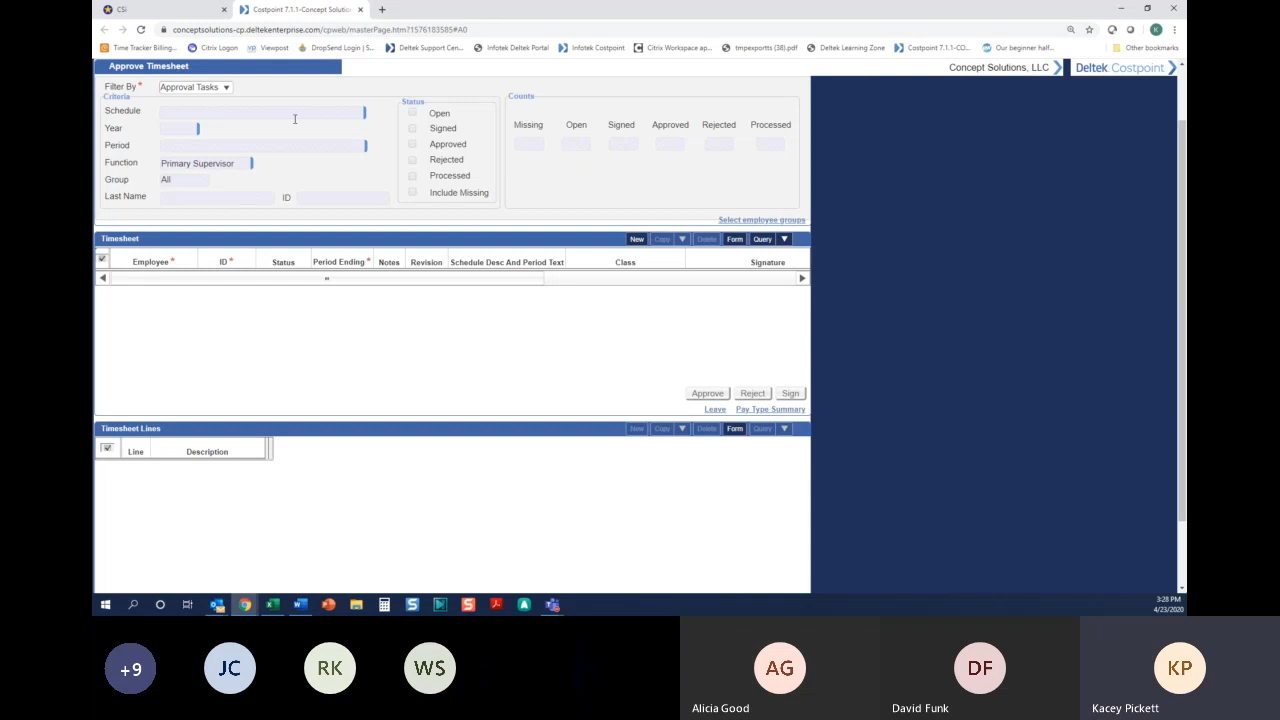 CSi
Costpoint 7.1.1-Concept Solution
conceptsolutions-cp.deltekenterprise.com/cpweb/masterPage.htm?1576183585#A0
K
Time Tracker Billing... Citrix Logon Viewpost DropSend Login | S... Deltek Support Cen... Infotek Deltek Portal Infotek Costpoint Citrix Workspace ap... tmpexportts (38).pdf Deltek Learning Zone Costpoint 7.1.1-CO... Our beginner half... Other bookmarks
Approve Timesheet
Concept Solutions, LLC
Deltek Costpoint
Filter By * Approval Tasks
Criteria
Schedule
Year
Period
Function Primary Supervisor
Group All
Last Name ID
Status
Open
Signed
Approved
Rejected
Processed
Include Missing
Counts
Missing Open Signed Approved Rejected Processed
Select employee groups
Timesheet New Copy Delete Form Query
Employee * ID * Status Period Ending * Notes Revision Schedule Desc And Period Text Class Signature
Approve Reject Sign
Leave Pay Type Summary
Timesheet Lines New Copy Delete Form Query
Line Description
3:28 PM
4/23/2020
+9 JC RK WS AG DF KP
Alicia Good David Funk Kacey Pickett